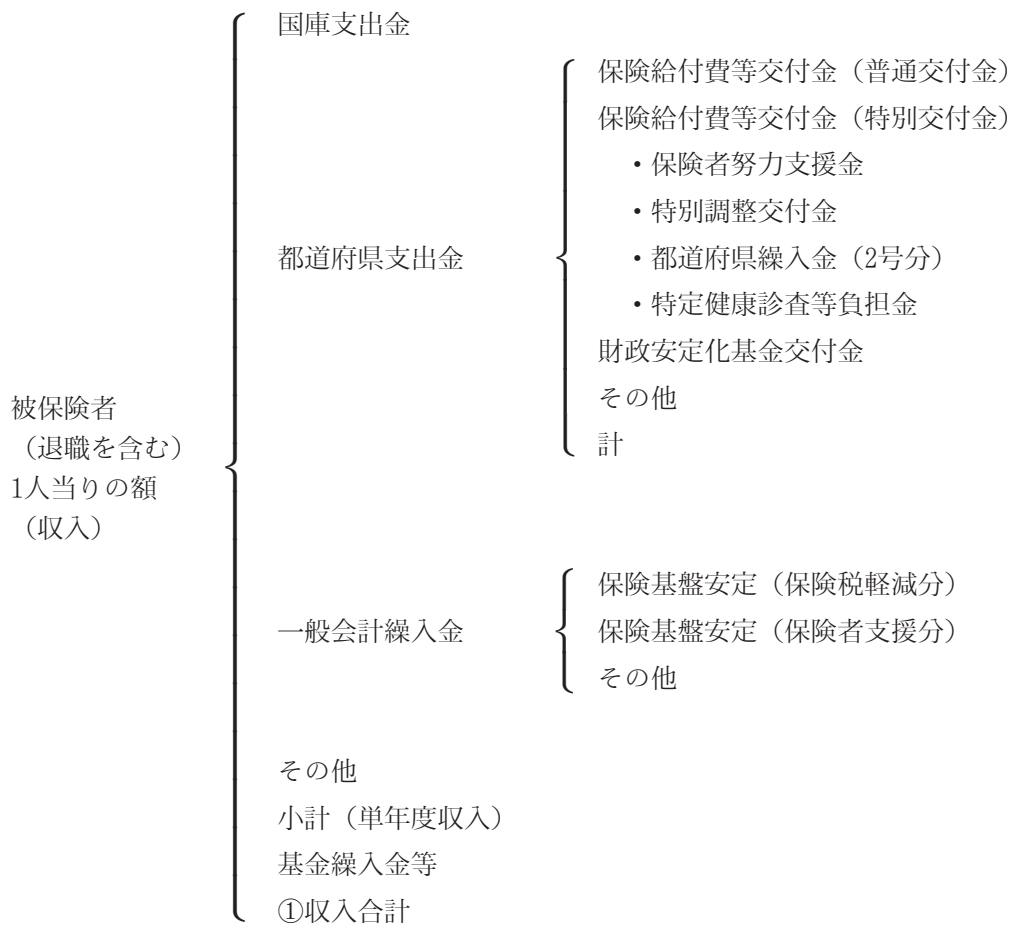 国庫支出金
保険給付費等交付金（普通交付金）
保険給付費等交付金（特別交付金）
・保険者努力支援金
・特別調整交付金
都道府県支出金
・都道府県繰入金（2号分）
・特定健康診査等負担金
財政安定化基金交付金
その他
計
被保険者
（退職を含む）
1人当りの額
（収入）
保険基盤安定（保険税軽減分）
一般会計繰入金
保険基盤安定（保険者支援分）
その他
その他
小計（単年度収入）
基金繰入金等
①収入合計